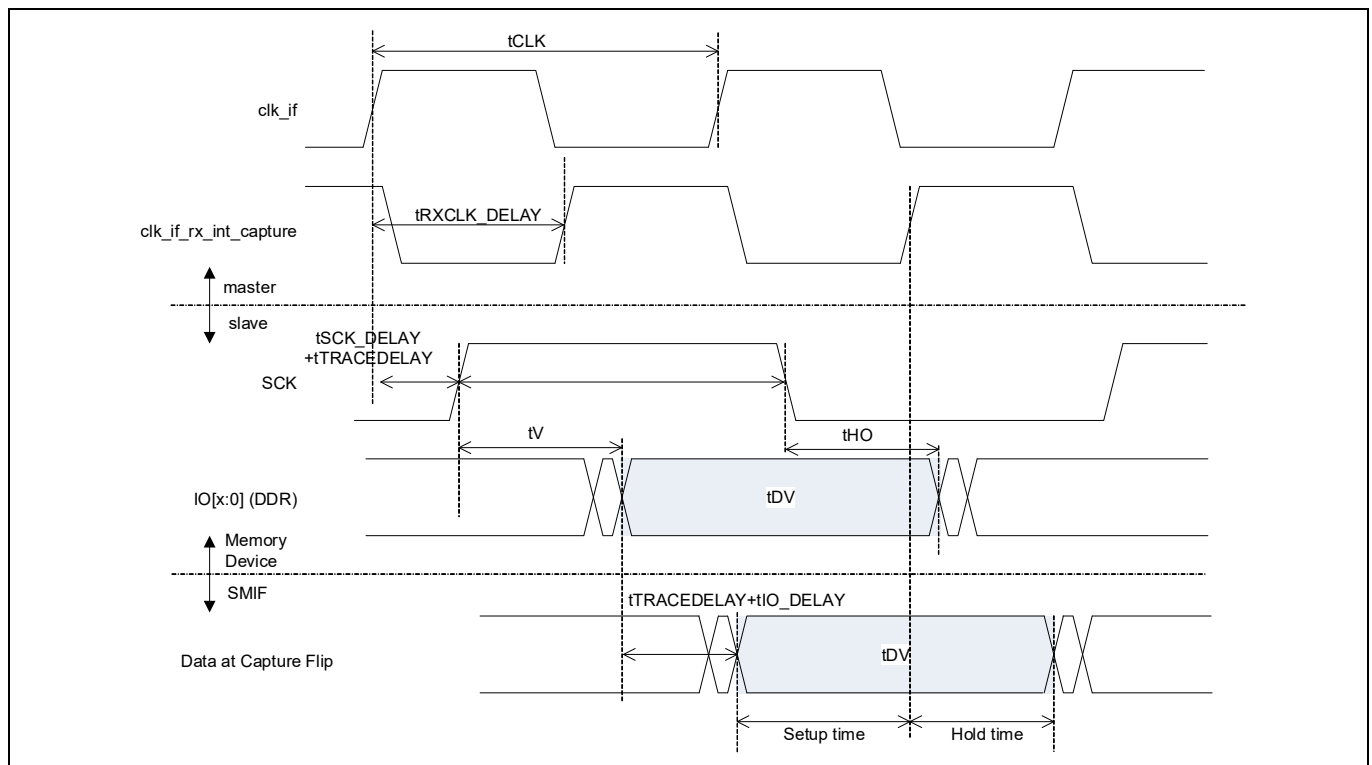 tCLK
clk_if
tRXCLK_DELAY
clk_if_rx_int_capture
master
slave
tSCK_DELAY
+tTRACEDELAY
SCK
tV
tHO
IO[x:0] (DDR)
tDV
Memory
Device
SMIF
tTRACEDELAY+tIO_DELAY
Data at Capture Flip
tDV
Setup time
Hold time